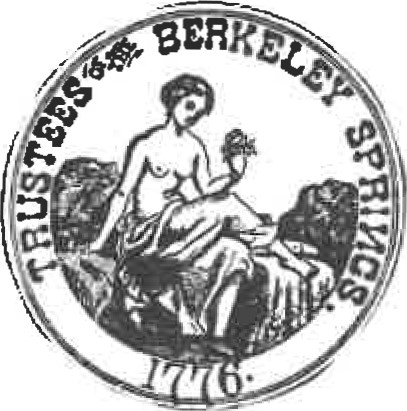 TRUSTEES OF THE BERKELEY SPRINGS
1776.